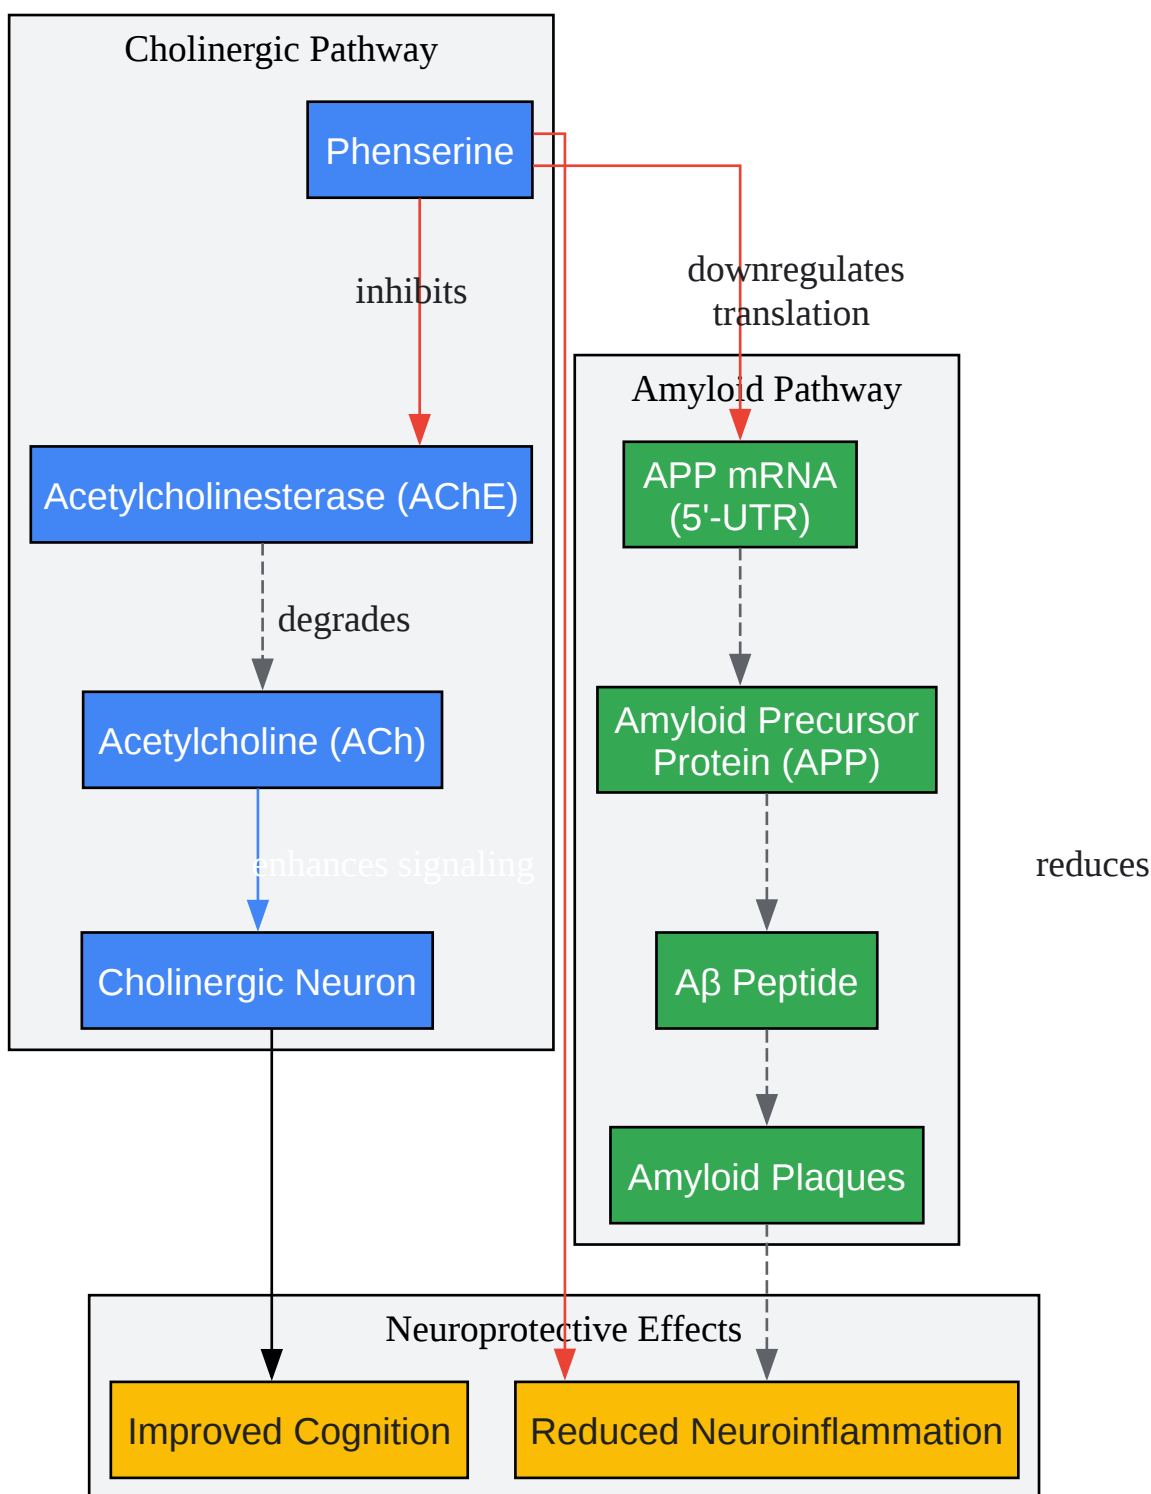 Cholinergic Pathway
Phenserine
inhibits
downregulates
translation
Acetylcholinesterase (AChE)
degrades
Acetylcholine (ACh)
enhances signaling
Cholinergic Neuron
Amyloid Pathway
APP mRNA
(5'-UTR)
Amyloid Precursor
Protein (APP)
reduces
Aβ Peptide
Amyloid Plaques
Neuroprotective Effects
Improved Cognition
Reduced Neuroinflammation